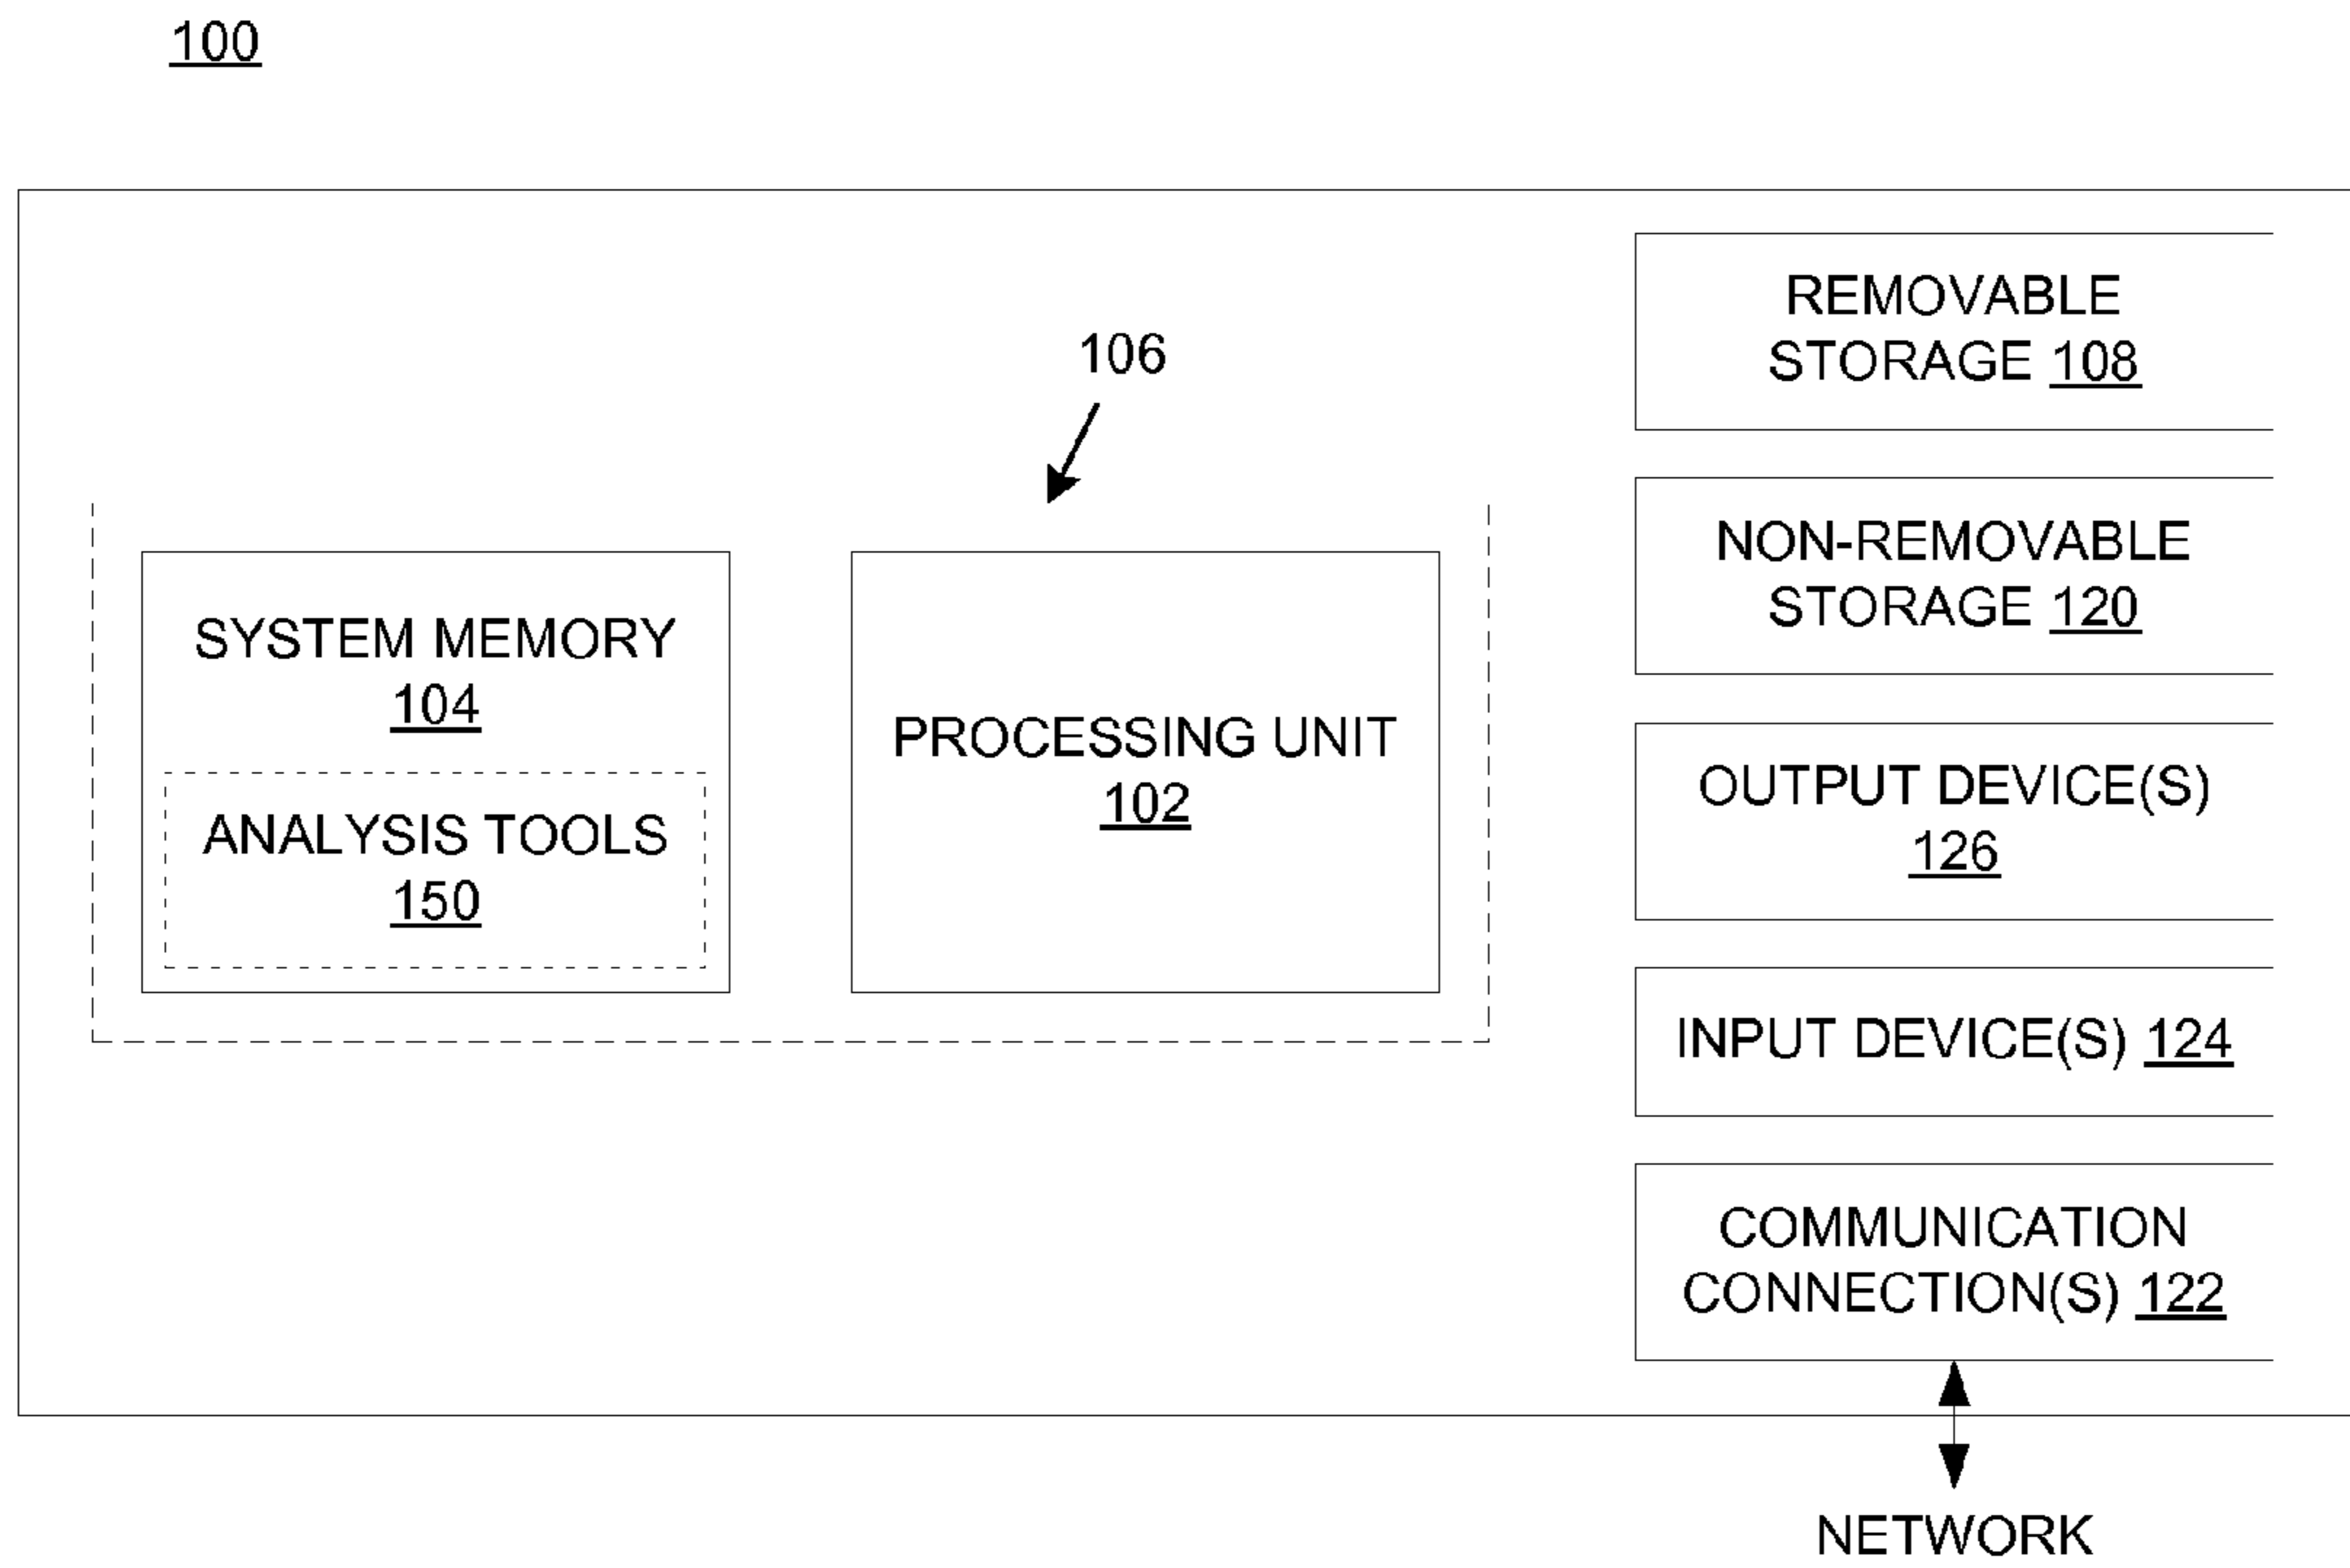 100
106
SYSTEM MEMORY
104
ANALYSIS TOOLS
150
PROCESSING UNIT
102
REMOVABLE
STORAGE 108
NON-REMOVABLE
STORAGE 120
OUTPUT DEVICE(S)
126
INPUT DEVICE(S) 124
COMMUNICATION
CONNECTION(S) 122
NETWORK